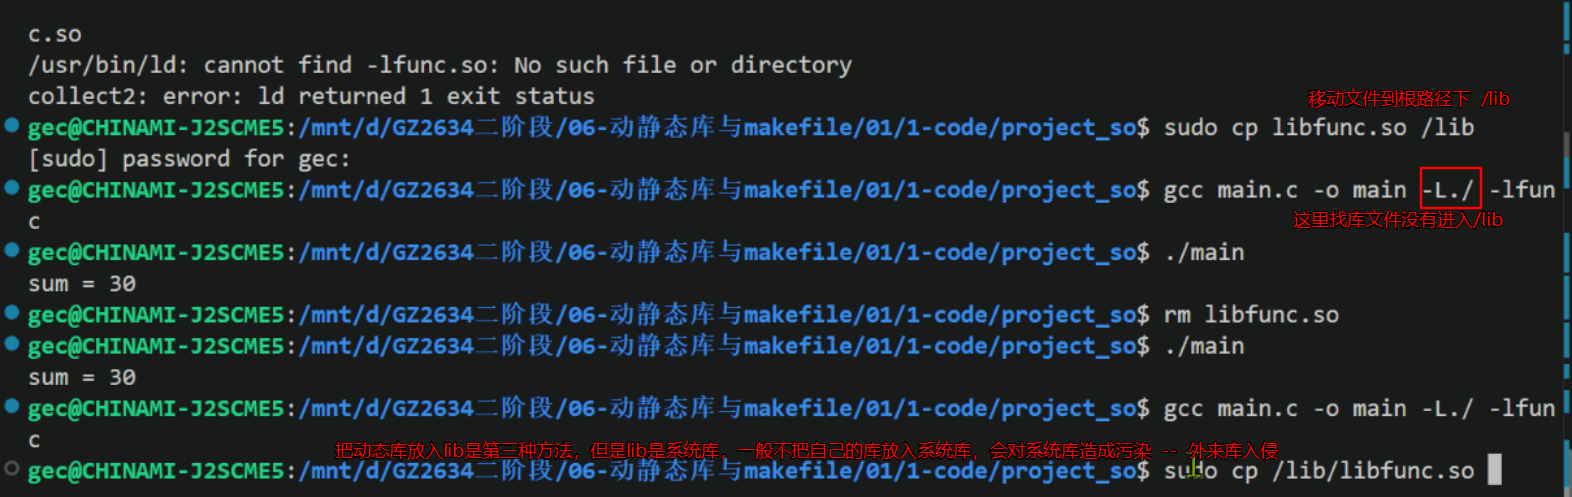 c.so
/usr/bin/ld: cannot find -lfunc.so: No such file or directory
collect2: error: ld returned 1 exit status
移动文件到根路径下 /lib
gec@CHINAMI-J2SCME5:/mnt/d/GZ2634二阶段/06-动静态库与makefile/01/1-code/project_so$ sudo cp libfunc.so /lib
[sudo] password for gec:
gec@CHINAMI-J2SCME5:/mnt/d/GZ2634二阶段/06-动静态库与makefile/01/1-code/project_so$ gcc main.c -o main -L./ -lfun
c
这里找库文件没有进入/lib
gec@CHINAMI-J2SCME5:/mnt/d/GZ2634二阶段/06-动静态库与makefile/01/1-code/project_so$ ./main
sum = 30
gec@CHINAMI-J2SCME5:/mnt/d/GZ2634二阶段/06-动静态库与makefile/01/1-code/project_so$ rm libfunc.so
gec@CHINAMI-J2SCME5:/mnt/d/GZ2634二阶段/06-动静态库与makefile/01/1-code/project_so$ ./main
sum = 30
gec@CHINAMI-J2SCME5:/mnt/d/GZ2634二阶段/06-动静态库与makefile/01/1-code/project_so$ gcc main.c -o main -L./ -lfun
c
把动态库放入lib是第三种方法，但是lib是系统库，一般不把自己的库放入系统库，会对系统库造成污染 -- 外来库入侵
gec@CHINAMI-J2SCME5:/mnt/d/GZ2634二阶段/06-动静态库与makefile/01/1-code/project_so$ sudo cp /lib/libfunc.so